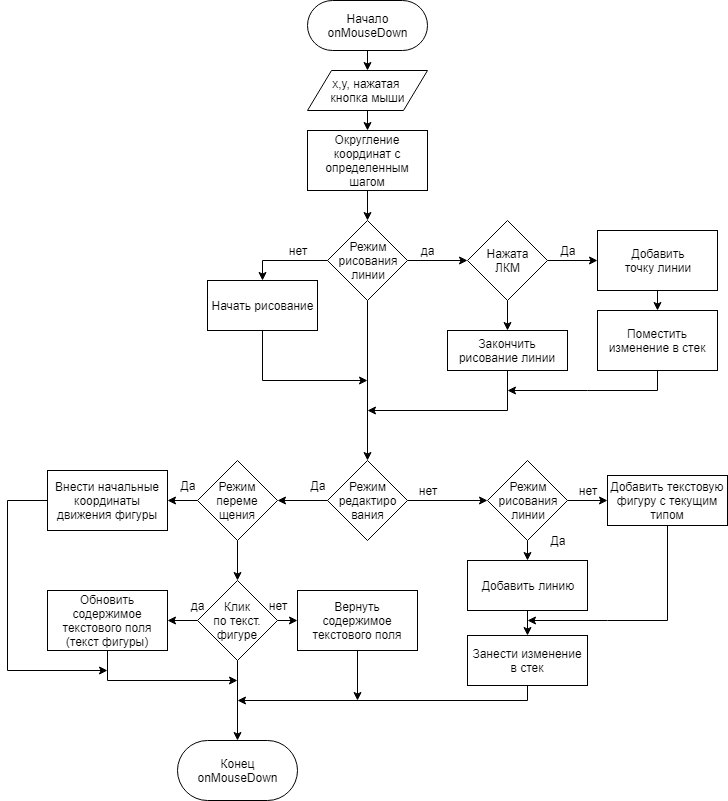 Начало
onMouseDown
x,y, нажатая
кнопка мыши
Округление
координат с
определенным
шагом
нет
Режим
рисования
линии
да
Нажата
ЛКМ
Да
Добавить
точку линии
Начать рисование
Закончить
рисование линии
Поместить
изменение в стек
Внести начальные
координаты
движения фигуры
Да
Режим
переме
щения
Да
Режим
редактиро
вания
нет
Режим
рисования
линии
нет
Добавить текстовую
фигуру с текущим
типом
Да
Обновить
содержимое
текстового поля
(текст фигуры)
да
Клик
по текст.
фигуре
нет
Вернуть
содержимое
текстового поля
Добавить линию
Занести изменение
в стек
Конец
onMouseDown